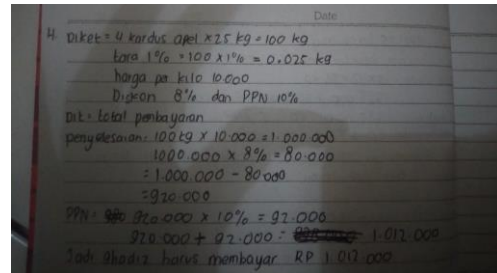 Date
4. Diket = 4 kardus apel × 25 kg = 100 kg
tara 1% = 100 × 1% = 0.025 kg
harga per kilo 10.000
Diskon 8% dan PPN 10%
Dit = total pembayaran
penyelesaian = 100 kg × 10.000 = 1.000.000
1000.000 × 8% = 80.000
= 1.000.000 - 80.000
= 920.000
PPN = 920.000 × 10% = 92.000
920.000 + 92.000 = 1.012.000
Jadi ghodiz harus membayar RP 1.012.000